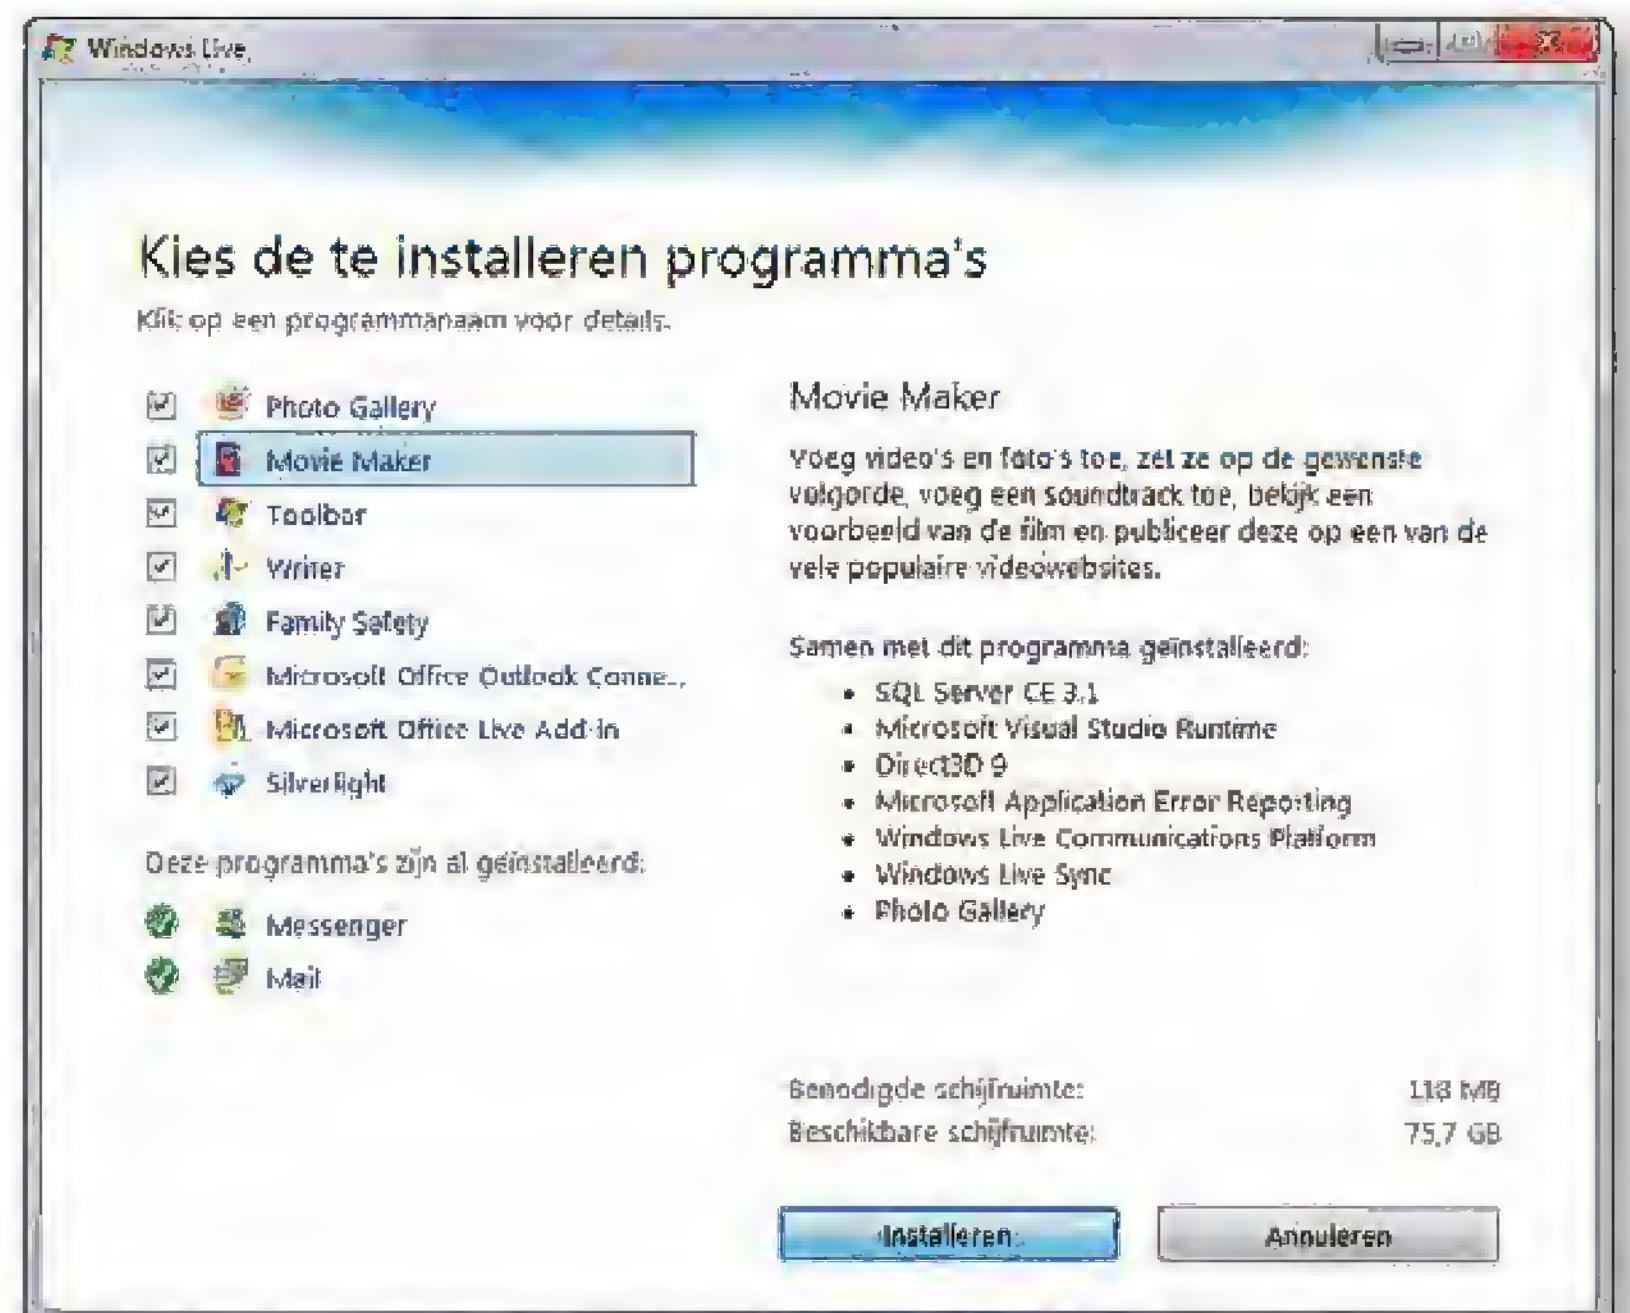 Windows Live
Kies de te installeren programma's
Klik op een programmanaam voor details.
Photo Gallery
Movie Maker
Toolbar
Writer
Family Safety
Microsoft Office Outlook Conne...
Microsoft Office Live Add-in
Silverlight
Deze programma's zijn al geïnstalleerd:
Messenger
Mail
Movie Maker
Voeg video's en foto's toe, zet ze op de gewenste
volgorde, voeg een soundtrack toe, bekijk een
voorbeeld van de film en publiceer deze op een van de
vele populaire videowebsites.
Samen met dit programma geïnstalleerd:
• SQL Server CE 3.1
• Microsoft Visual Studio Runtime
• Direct3D 9
• Microsoft Application Error Reporting
• Windows Live Communications Platform
• Windows Live Sync
• Photo Gallery
Benodigde schijfruimte: 118 MB
Beschikbare schijfruimte: 75,7 GB
Installeren
Annuleren